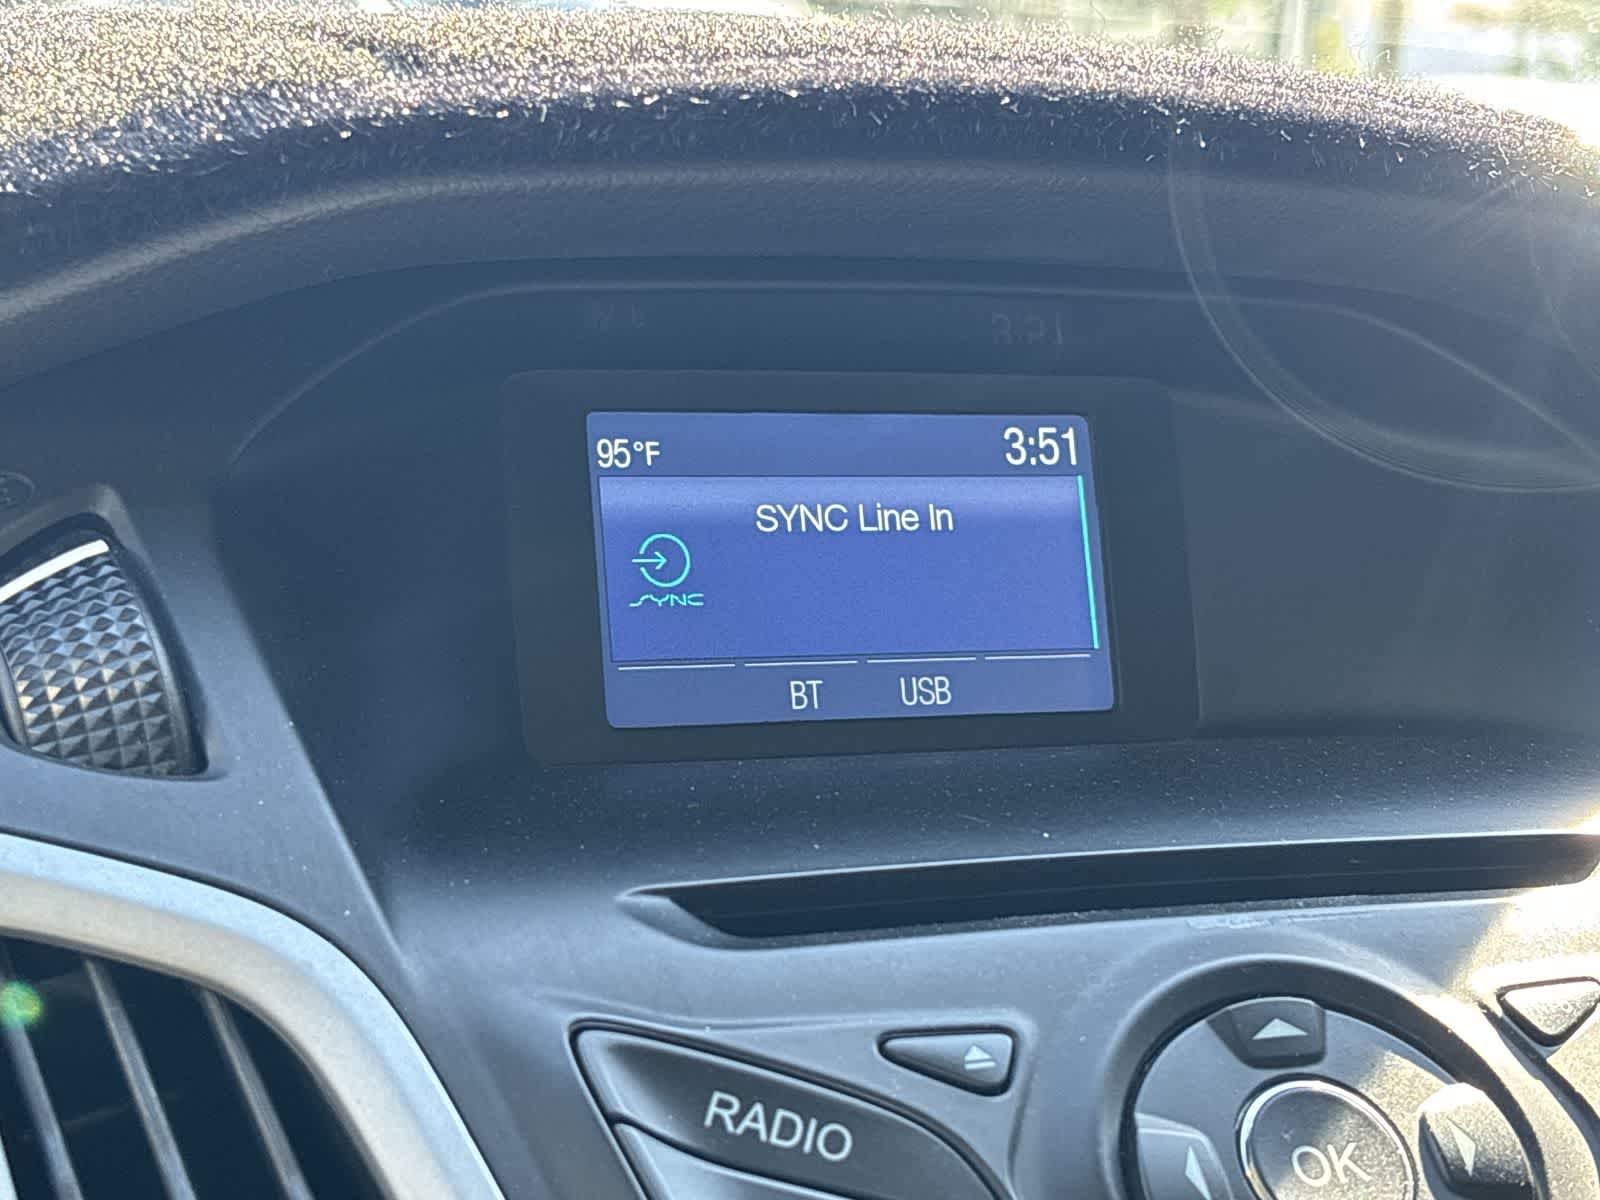 95°F 3:51
SYNC Line In
SYNC
BT USB
RADIO
OK